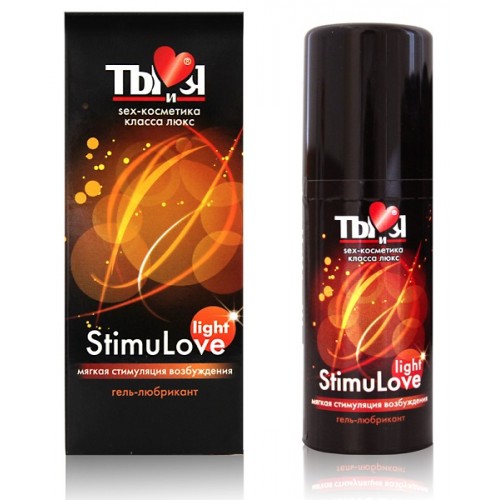 ТЫ и Я®
sex-косметика
класса люкс
light
StimuLove
мягкая стимуляция возбуждения
гель-любрикант
ТЫ и Я
sex-косметика
класса люкс
light
StimuLove
мягкая стимуляция возбуждения
гель-любрикант